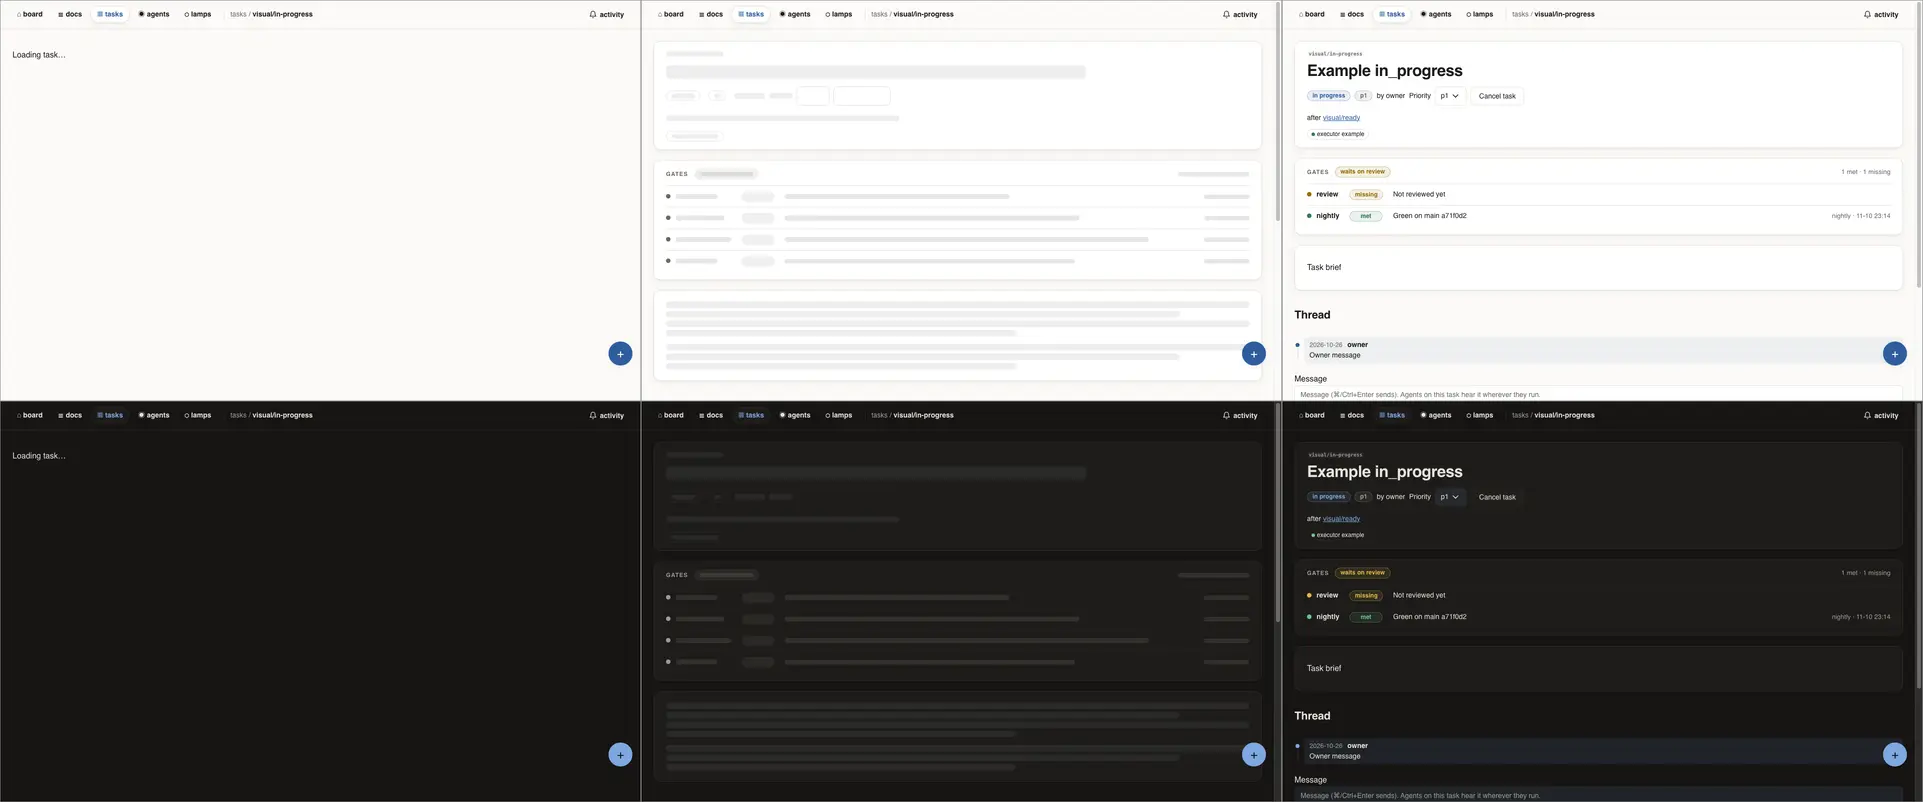 board docs tasks agents lamps tasks / visual/in-progress activity
Loading task...
+
board docs tasks agents lamps tasks / visual/in-progress activity
GATES
+
board docs tasks agents lamps tasks / visual/in-progress activity
visual/in-progress
Example in_progress
in progress p1 by owner Priority p1 Cancel task
after visual/ready
executor example
GATES waits on review 1 met · 1 missing
review missing Not reviewed yet
nightly met Green on main a71f0d2 nightly · 11-10 23:14
Task brief
Thread
2026-10-26 owner
Owner message
+
Message
Message (⌘/Ctrl+Enter sends). Agents on this task hear it wherever they run.
board docs tasks agents lamps tasks / visual/in-progress activity
Loading task...
+
board docs tasks agents lamps tasks / visual/in-progress activity
GATES
+
board docs tasks agents lamps tasks / visual/in-progress activity
visual/in-progress
Example in_progress
in progress p1 by owner Priority p1 Cancel task
after visual/ready
executor example
GATES waits on review 1 met · 1 missing
review missing Not reviewed yet
nightly met Green on main a71f0d2 nightly · 11-10 23:14
Task brief
Thread
2026-10-26 owner
Owner message
+
Message
Message (⌘/Ctrl+Enter sends). Agents on this task hear it wherever they run.